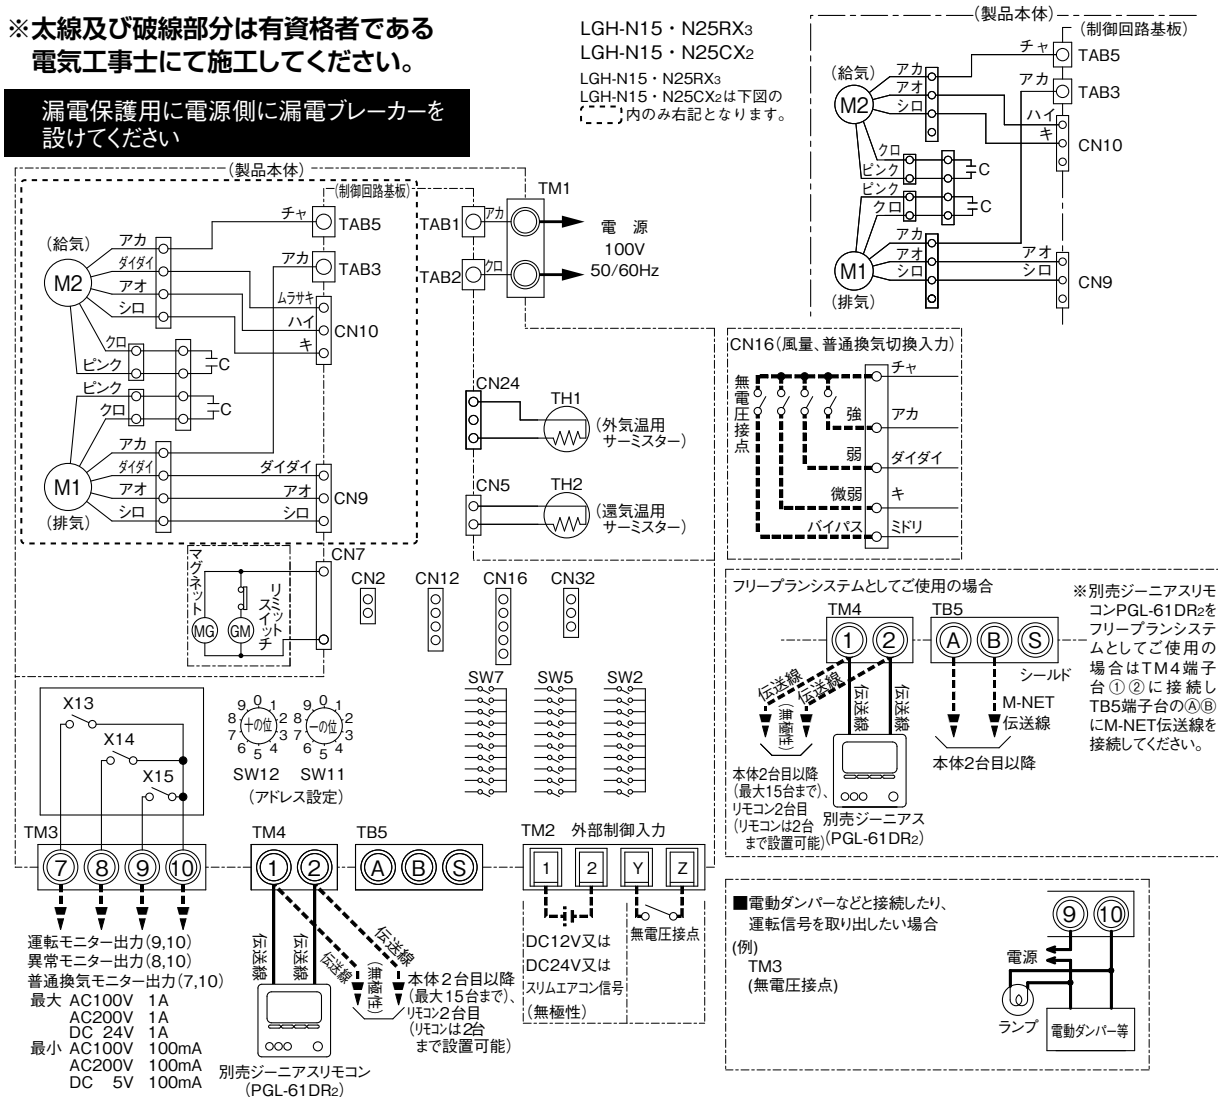 ※太線及び破線部分は有資格者である
電気工事士にて施工してください。
漏電保護用に電源側に漏電ブレーカーを
設けてください
LGH-N15・N25RX3
LGH-N15・N25CX2
LGH-N15・N25RX3
LGH-N15・N25CX2は下図の
内のみ右記となります。
(製品本体)
(制御回路基板)
チャ
TAB5
(給気)
アカ
アカ
TAB3
M2
アオ
シロ
ハイ
キ
CN10
クロ
ピンク
C
ピンク
クロ
C
アカ
アオ
アオ
M1
シロ
シロ
CN9
(排気)
(製品本体)
(制御回路基板)
チャ
TAB5
(給気)
アカ
アカ
TAB3
M2
ダイダイ
アオ
シロ
ムラサキ
ハイ
CN10
キ
クロ
ピンク
C
ピンク
クロ
C
アカ
ダイダイ
ダイダイ
M1
アオ
アオ
CN9
シロ
シロ
(排気)
TAB1
アカ
TM1
TAB2
クロ
電 源
100V
50/60Hz
CN24
TH1
(外気温用
サーミスター)
CN5
TH2
(還気温用
サーミスター)
CN16(風量、普通換気切換入力)
チャ
無電圧接点
強
アカ
弱
ダイダイ
微弱
キ
バイパス
ミドリ
マグネット
リミット
スイッチ
MG
GM
CN7
CN2
CN12
CN16
CN32
SW7
SW5
SW2
X13
X14
X15
0
1
2
3
4
5
6
7
8
9
十の位
SW12
0
1
2
3
4
5
6
7
8
9
一の位
SW11
(アドレス設定)
TM3
7
8
9
10
運転モニター出力(9,10)
異常モニター出力(8,10)
普通換気モニター出力(7,10)
最大 AC100V 1A
AC200V 1A
DC 24V 1A
最小 AC100V 100mA
AC200V 100mA
DC 5V 100mA
TM4
1
2
伝送線
伝送線
伝送線
伝送線
(無極性)
本体2台目以降
(最大15台まで)、
リモコン2台目
(リモコンは2台
まで設置可能)
別売ジーニアスリモコン
(PGL-61DR2)
TB5
A
B
S
TM2 外部制御入力
1
2
Y
Z
DC12V又は
DC24V又は
スリムエアコン信号
(無極性)
無電圧接点
フリープランシステムとしてご使用の場合
TM4
1
2
TB5
A
B
S
シールド
伝送線
伝送線
伝送線
伝送線
(無極性)
M-NET
伝送線
本体2台目以降
本体2台目以降
(最大15台まで)、
リモコン2台目
(リモコンは2台
まで設置可能)
別売ジーニアス
(PGL-61DR2)
※別売ジーニアスリモ
コンPGL-61DR2を
フリープランシステ
ムとしてご使用の
場合はTM4端子
台①②に接続し
TB5端子台のⒶⒷ
にM-NET伝送線を
接続してください。
■電動ダンパーなどと接続したり、
運転信号を取り出したい場合
(例)
TM3
(無電圧接点)
9
10
電源
ランプ
電動ダンパー等